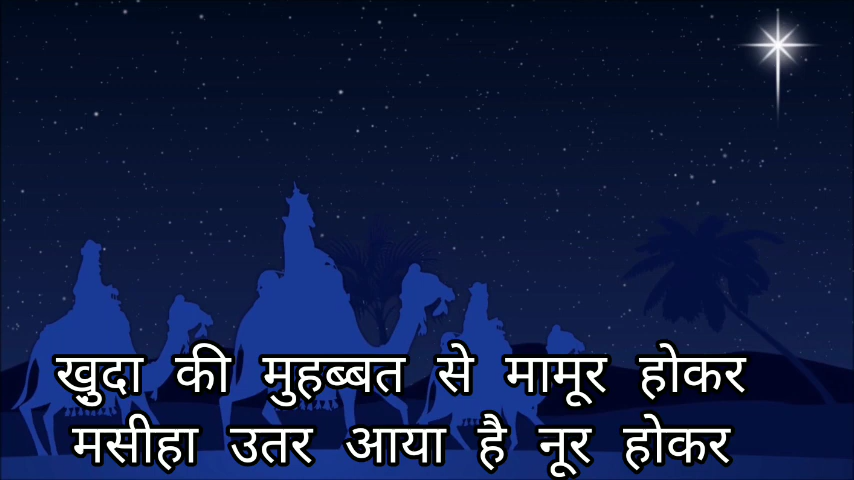 खुदा की मुहब्बत से मामूर होकर
मसीहा उतर आया है नूर होकर